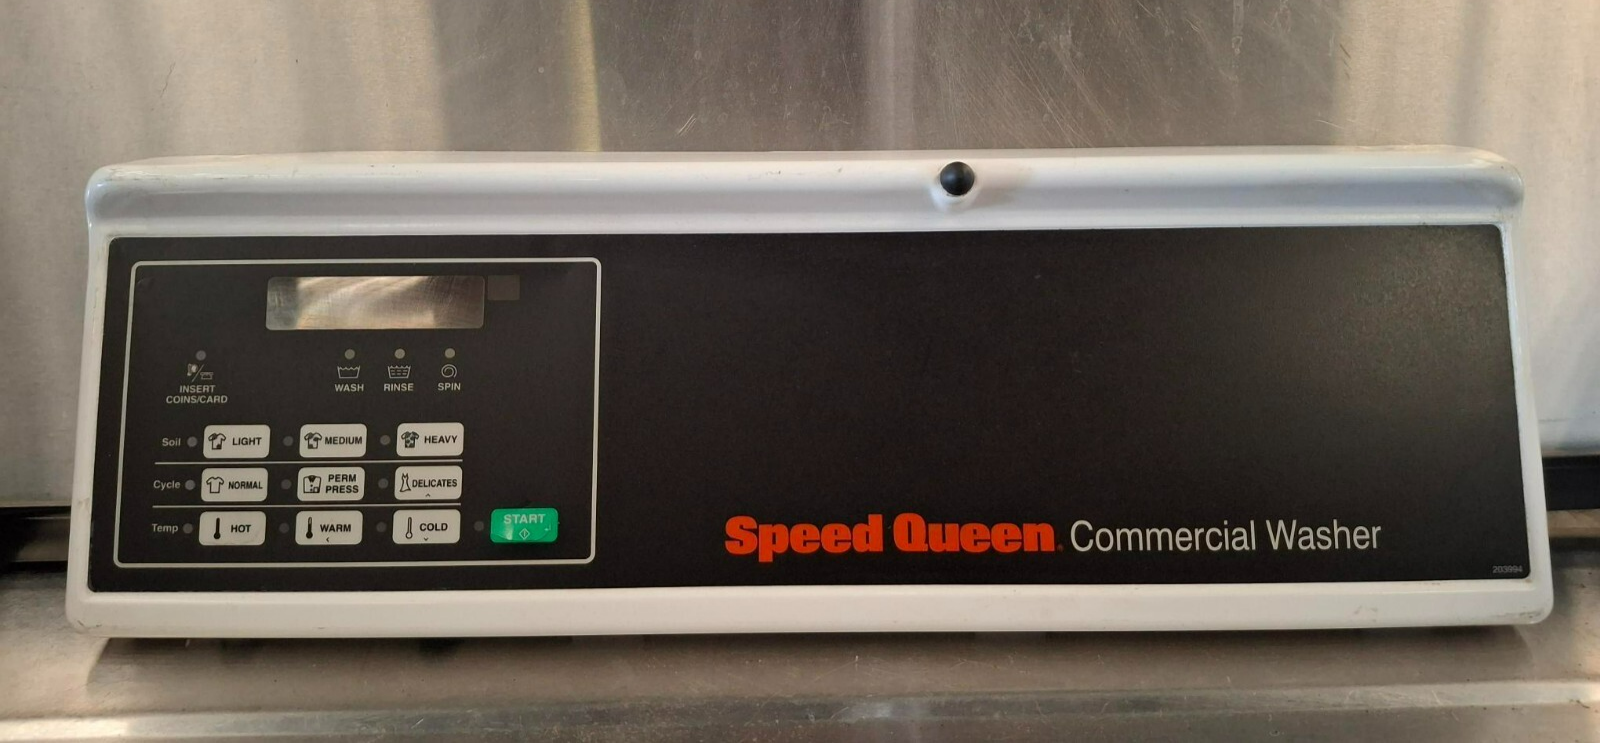 INSERT
COINS/CARD
WASH RINSE SPIN
Soil LIGHT MEDIUM HEAVY
Cycle NORMAL PERM
PRESS DELICATES
Temp HOT WARM COLD START
Speed Queen Commercial Washer
203994